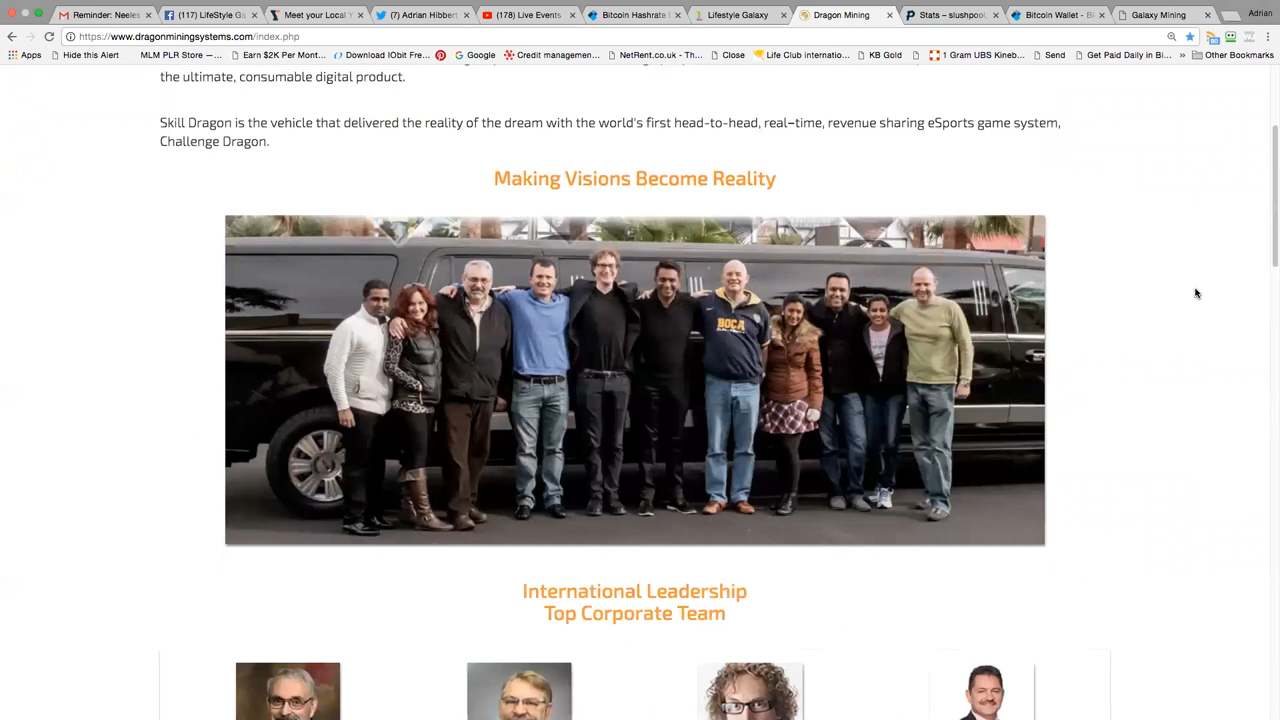 Reminder: Neeles
(117) LifeStyle Ga
Meet your Local Y
(7) Adrian Hibbert
(178) Live Events
Bitcoin Hashrate
Lifestyle Galaxy
Dragon Mining
Stats – slushpool.
Bitcoin Wallet - Bi
Galaxy Mining
Adrian
https://www.dragonminingsystems.com/index.php
Apps
Hide this Alert
MLM PLR Store —
Earn $2K Per Mont…
Download IObit Fre
Google
Credit managemen…
NetRent.co.uk - Th…
Close
Life Club internatio…
KB Gold
1 Gram UBS Kineb…
Send
Get Paid Daily in Bi…
»
Other Bookmarks
the ultimate, consumable digital product.
Skill Dragon is the vehicle that delivered the reality of the dream with the world's first head-to-head, real–time, revenue sharing eSports game system,
Challenge Dragon.
Making Visions Become Reality
BOCA
International Leadership
Top Corporate Team